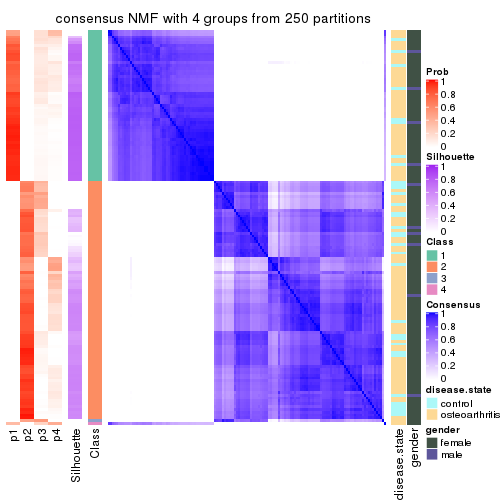 consensus NMF with 4 groups from 250 partitions
Prob
1
0.8
0.6
0.4
0.2
0
Silhouette
1
0.8
0.6
0.4
0.2
0
Class
1
2
3
4
Consensus
1
0.8
0.6
0.4
0.2
0
disease.state
control
osteoarthritis
gender
female
male
p1
p2
p3
p4
Silhouette
Class
disease.state
gender